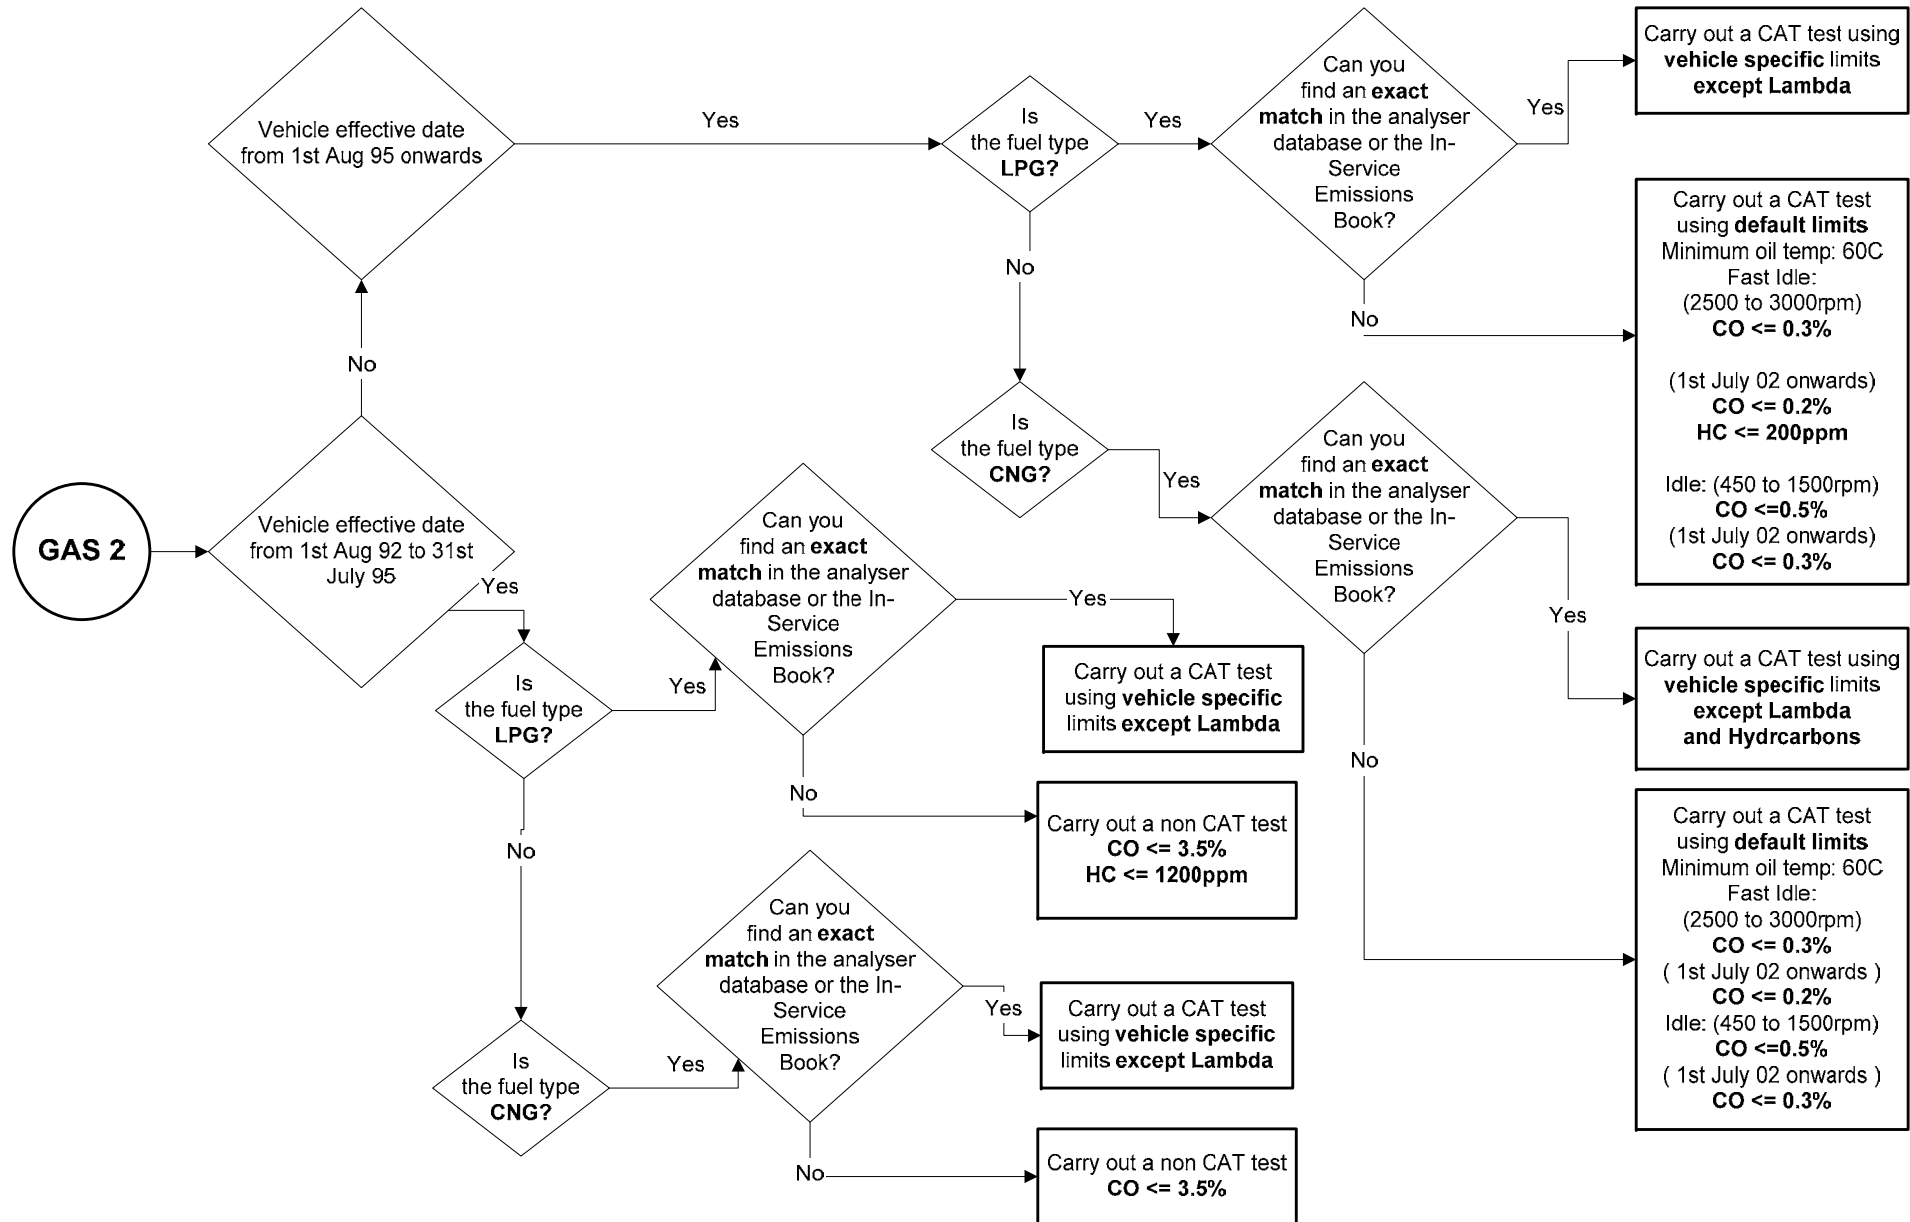 GAS 2
Vehicle effective date
from 1st Aug 92 to 31st
July 95
No
Yes
Vehicle effective date
from 1st Aug 95 onwards
Yes
Is
the fuel type
LPG?
Yes
No
Can you
find an exact
match in the analyser
database or the In-
Service
Emissions
Book?
Yes
No
Carry out a CAT test using
vehicle specific limits
except Lambda
Carry out a CAT test
using default limits
Minimum oil temp: 60C
Fast Idle:
(2500 to 3000rpm)
CO <= 0.3%
(1st July 02 onwards)
CO <= 0.2%
HC <= 200ppm
Idle: (450 to 1500rpm)
CO <=0.5%
(1st July 02 onwards)
CO <= 0.3%
Is
the fuel type
CNG?
Yes
Can you
find an exact
match in the analyser
database or the In-
Service
Emissions
Book?
Yes
No
Carry out a CAT test using
vehicle specific limits
except Lambda
and Hydrcarbons
Carry out a CAT test
using default limits
Minimum oil temp: 60C
Fast Idle:
(2500 to 3000rpm)
CO <= 0.3%
( 1st July 02 onwards )
CO <= 0.2%
Idle: (450 to 1500rpm)
CO <=0.5%
( 1st July 02 onwards )
CO <= 0.3%
Is
the fuel type
LPG?
Yes
No
Can you
find an exact
match in the analyser
database or the In-
Service
Emissions
Book?
Yes
No
Carry out a CAT test
using vehicle specific
limits except Lambda
Carry out a non CAT test
CO <= 3.5%
HC <= 1200ppm
Is
the fuel type
CNG?
Yes
Can you
find an exact
match in the analyser
database or the In-
Service
Emissions
Book?
Yes
No
Carry out a CAT test
using vehicle specific
limits except Lambda
Carry out a non CAT test
CO <= 3.5%